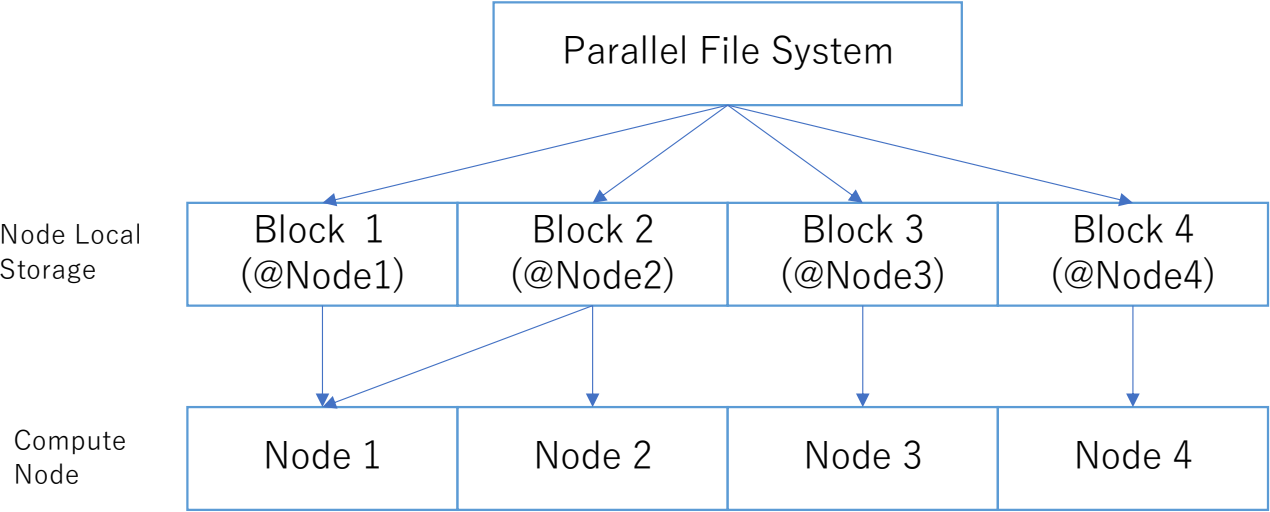 Parallel File System
Node Local
Storage
Block 1
(@Node1)
Block 2
(@Node2)
Block 3
(@Node3)
Block 4
(@Node4)
Compute
Node
Node 1
Node 2
Node 3
Node 4